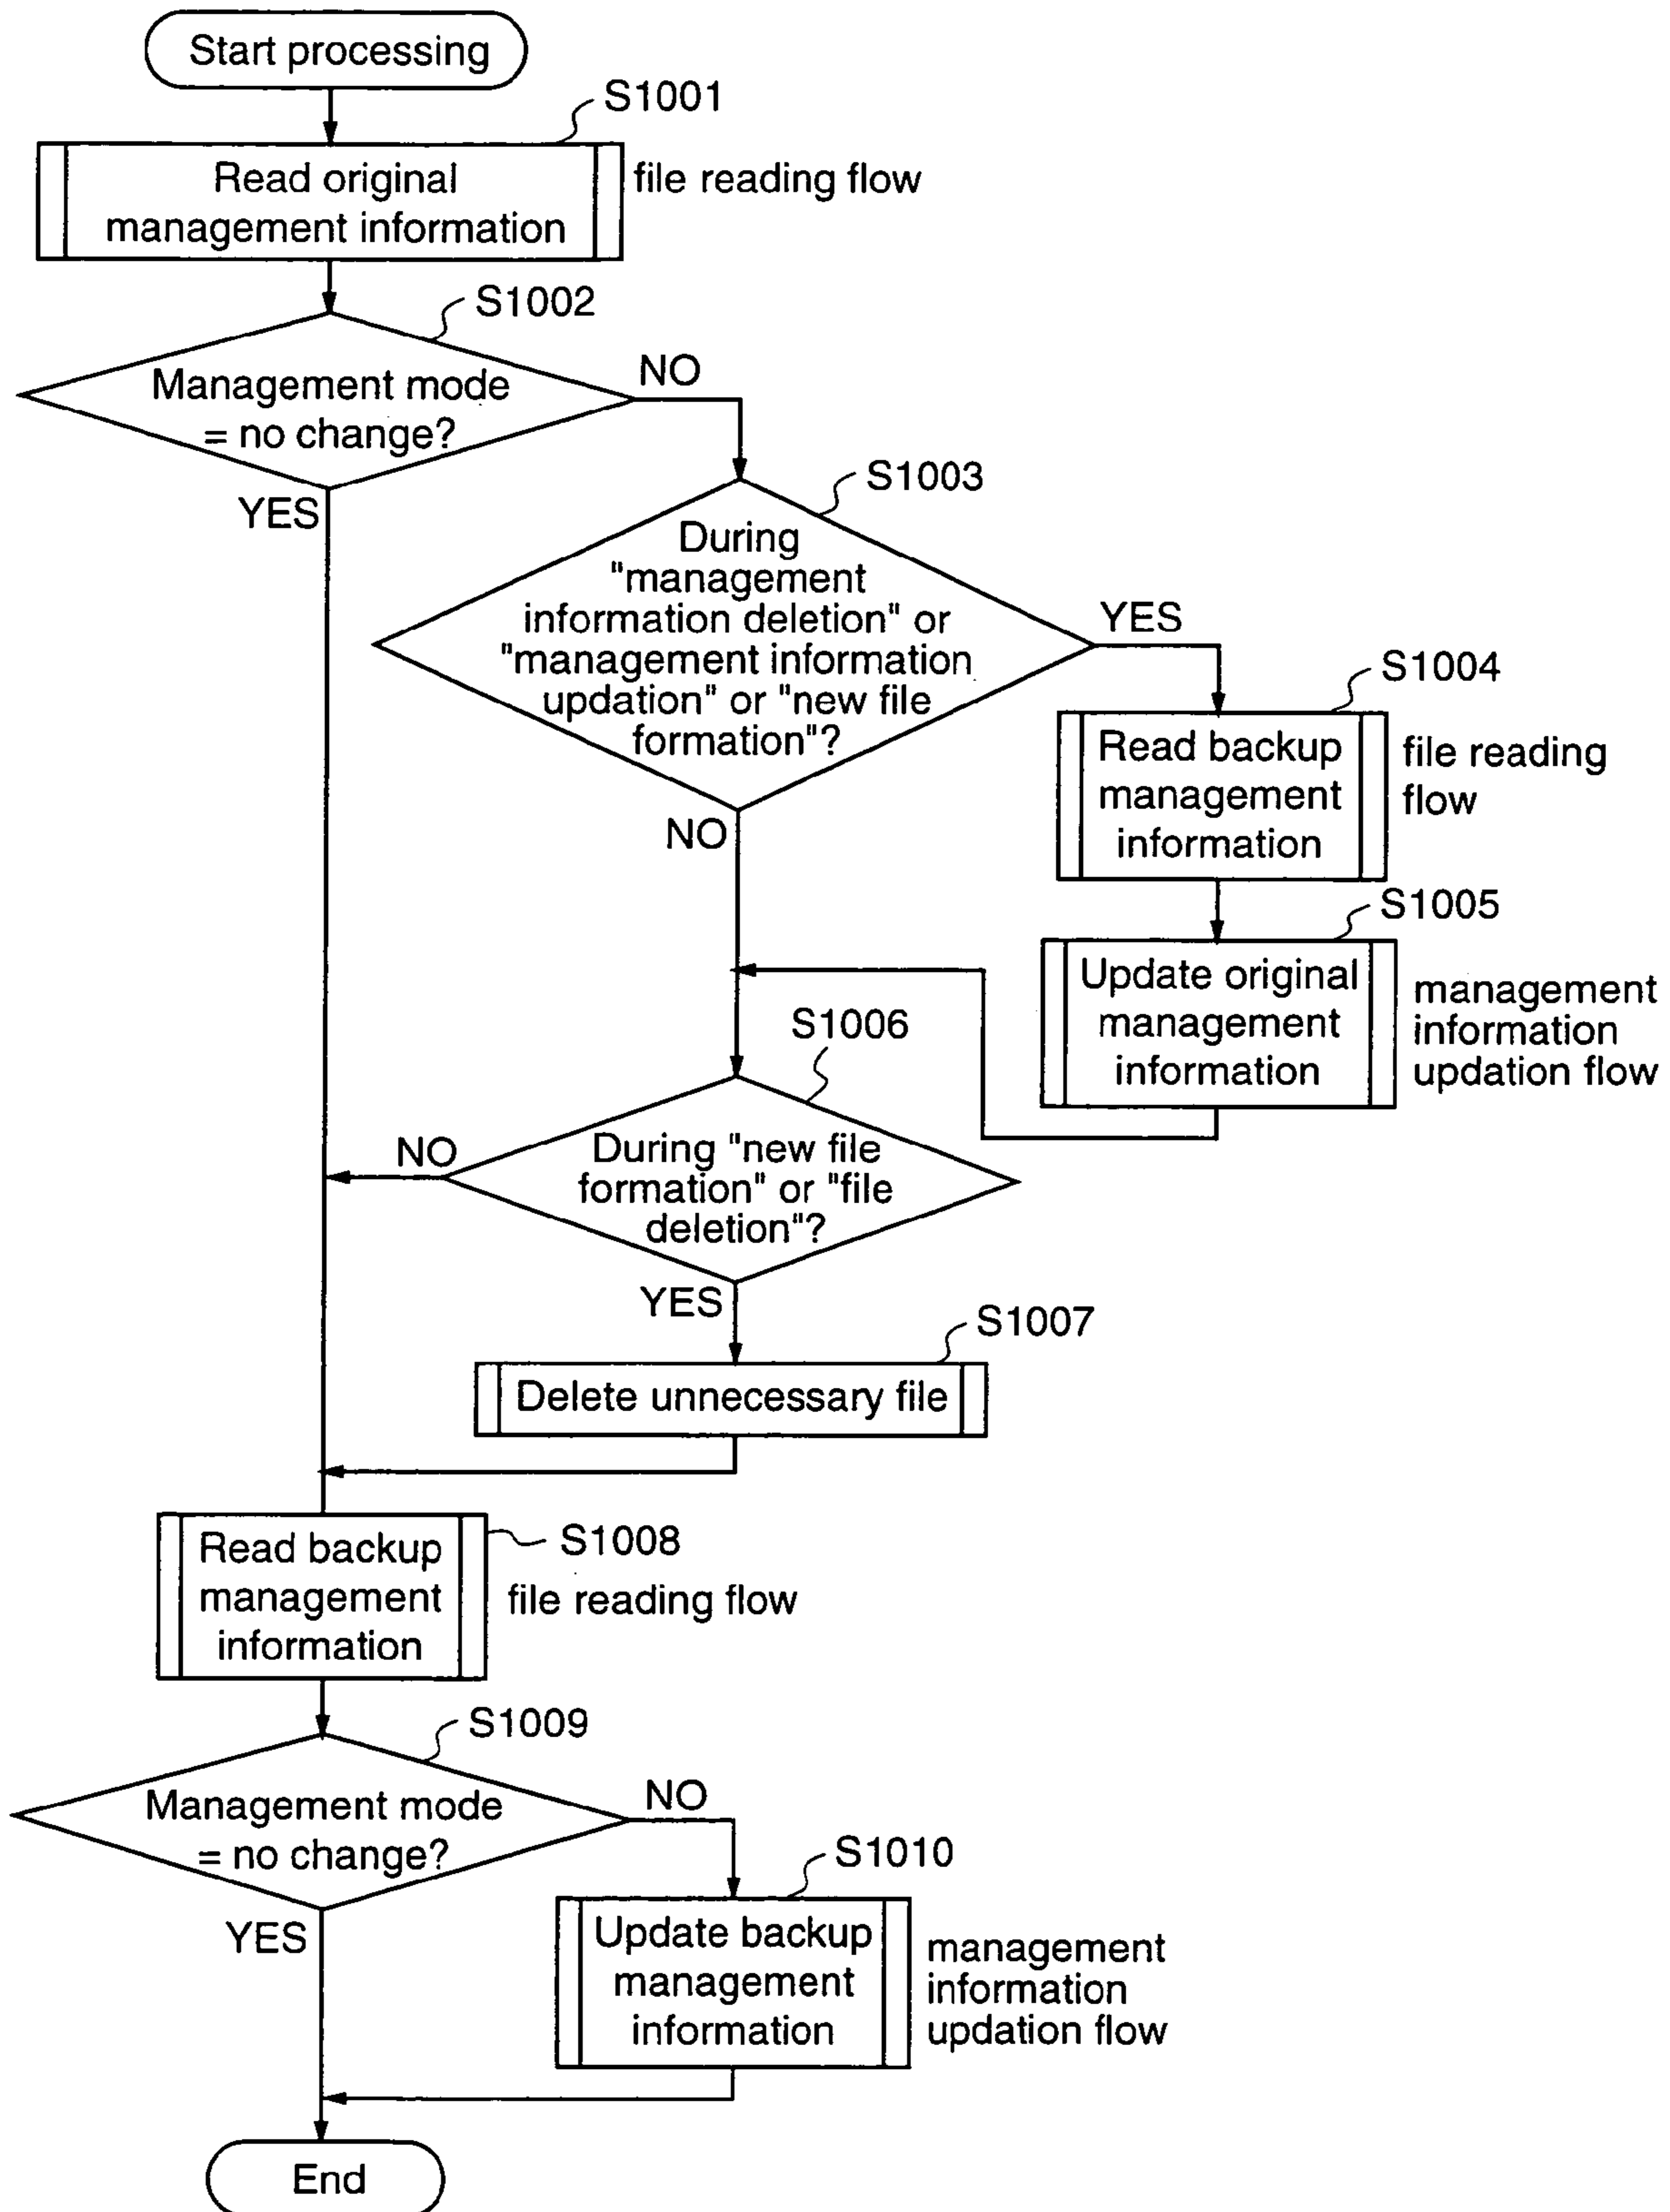 Start processing
S1001
Read original
management information
file reading flow
S1002
Management mode
= no change?
NO
YES
S1003
During
"management
information deletion" or
"management information
updation" or "new file
formation"?
YES
NO
S1004
Read backup
management
information
file reading
flow
S1005
Update original
management
information
management
information
updation flow
S1006
During "new file
formation" or "file
deletion"?
NO
YES
S1007
Delete unnecessary file
S1008
Read backup
management
information
file reading flow
S1009
Management mode
= no change?
NO
YES
S1010
Update backup
management
information
management
information
updation flow
End